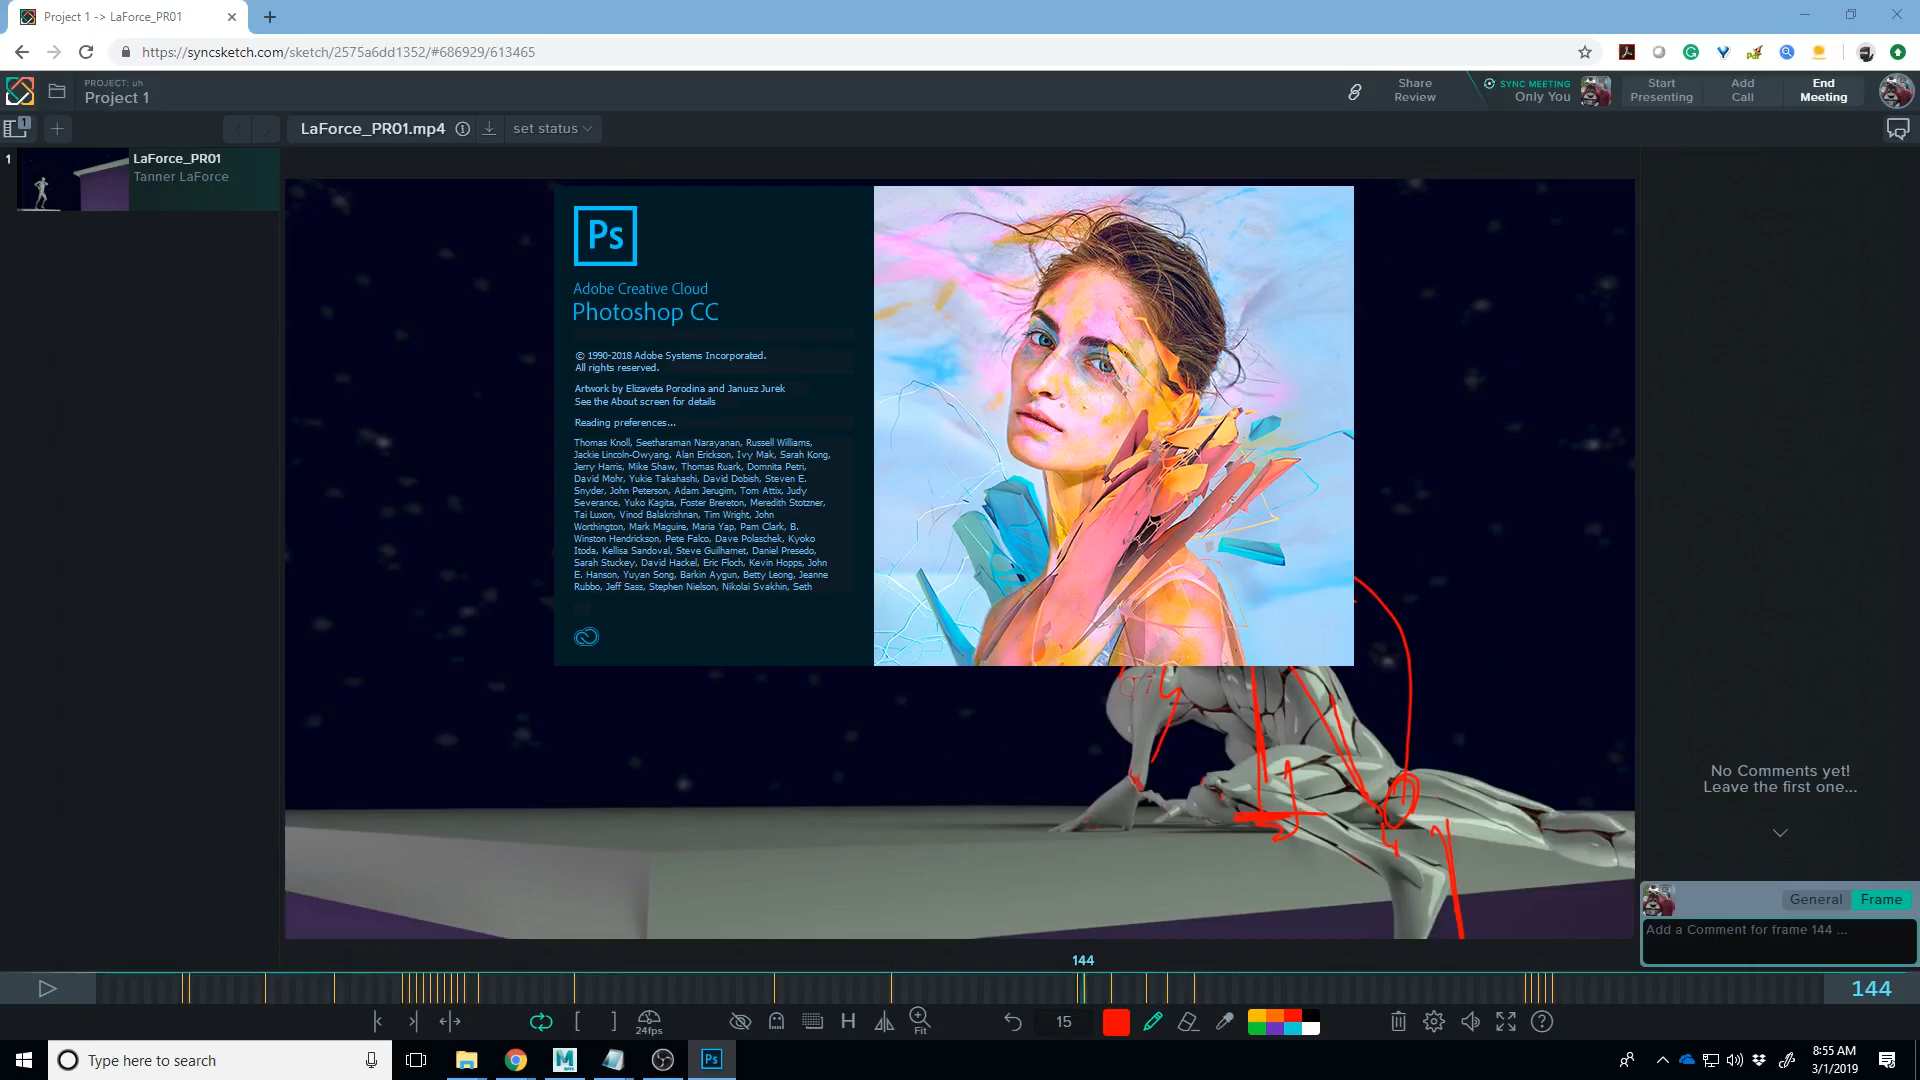 Project 1 -> LaForce_PR01
https://syncsketch.com/sketch/2575a6dd1352/#686929/613465
PROJECT: uh
Project 1
Share
Review
SYNC MEETING
Only You
Start
Presenting
Add
Call
End
Meeting
1
LaForce_PR01.mp4
set status
1
LaForce_PR01
Tanner LaForce
Ps
Adobe Creative Cloud
Photoshop CC
© 1990-2018 Adobe Systems Incorporated.
All rights reserved.
Artwork by Elizaveta Porodina and Janusz Jurek
See the About screen for details
Reading preferences...
Thomas Knoll, Seetharaman Narayanan, Russell Williams,
Jackie Lincoln-Owyang, Alan Erickson, Ivy Mak, Sarah Kong,
Jerry Harris, Mike Shaw, Thomas Ruark, Domnita Petri,
David Mohr, Yukie Takahashi, David Dobish, Steven E.
Snyder, John Peterson, Adam Jerugim, Tom Attix, Judy
Severance, Yuko Kagita, Foster Brereton, Meredith Stotzner,
Tai Luxon, Vinod Balakrishnan, Tim Wright, John
Worthington, Mark Maguire, Maria Yap, Pam Clark, B.
Winston Hendrickson, Pete Falco, Dave Polaschek, Kyoko
Itoda, Kellisa Sandoval, Steve Guilhamet, Daniel Presedo,
Sarah Stuckey, David Hackel, Eric Floch, Kevin Hopps, John
E. Hanson, Yuyan Song, Barkin Aygun, Betty Leong, Jeanne
Rubbo, Jeff Sass, Stephen Nielson, Nikolai Svakhin, Seth
No Comments yet!
Leave the first one...
General
Frame
Add a Comment for frame 144 ...
144
144
24fps
H
Fit
15
Type here to search
Ps
8:55 AM
3/1/2019